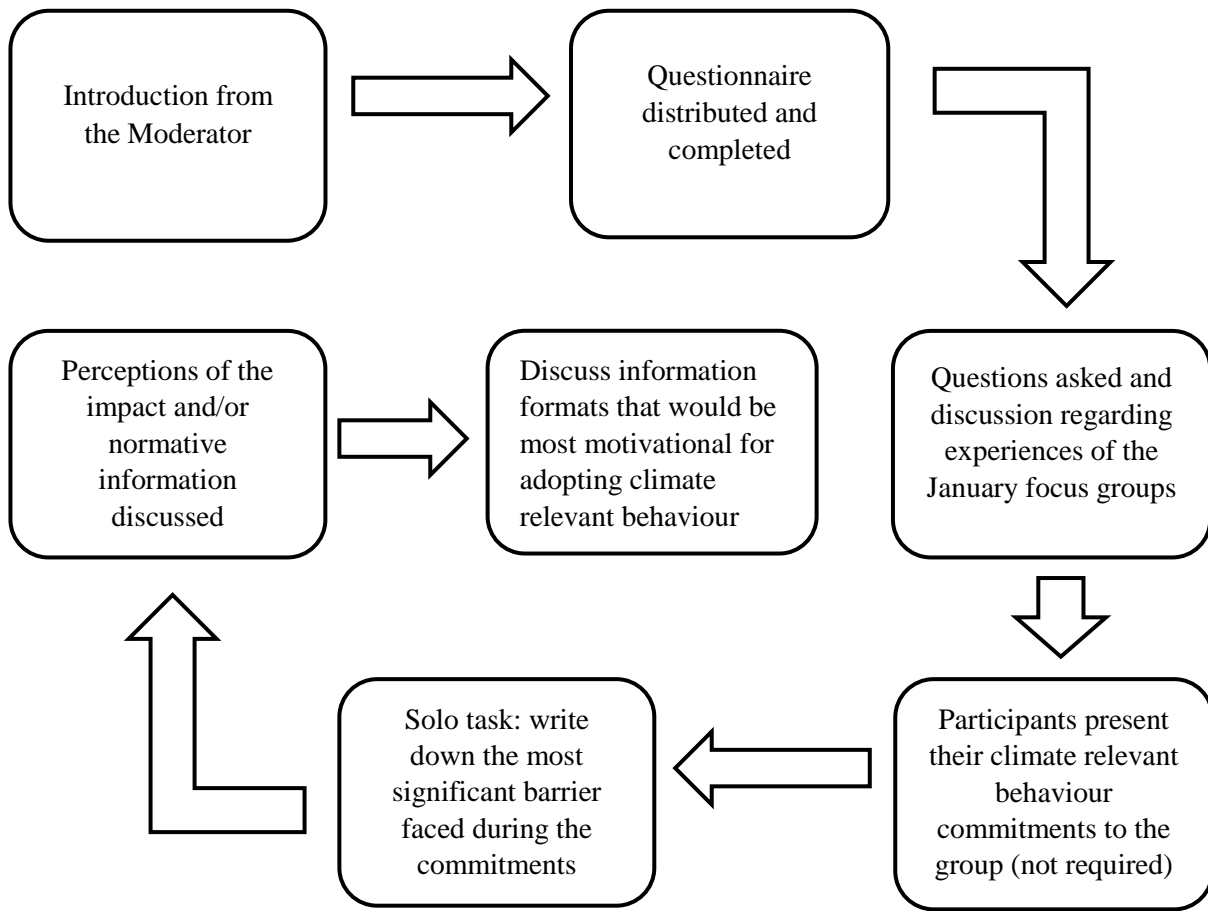 Introduction from
the Moderator
Questionnaire
distributed and
completed
Questions asked and
discussion regarding
experiences of the
January focus groups
Participants present
their climate relevant
behaviour
commitments to the
group (not required)
Solo task: write
down the most
significant barrier
faced during the
commitments
Perceptions of the
impact and/or
normative
information
discussed
Discuss information
formats that would be
most motivational for
adopting climate
relevant behaviour